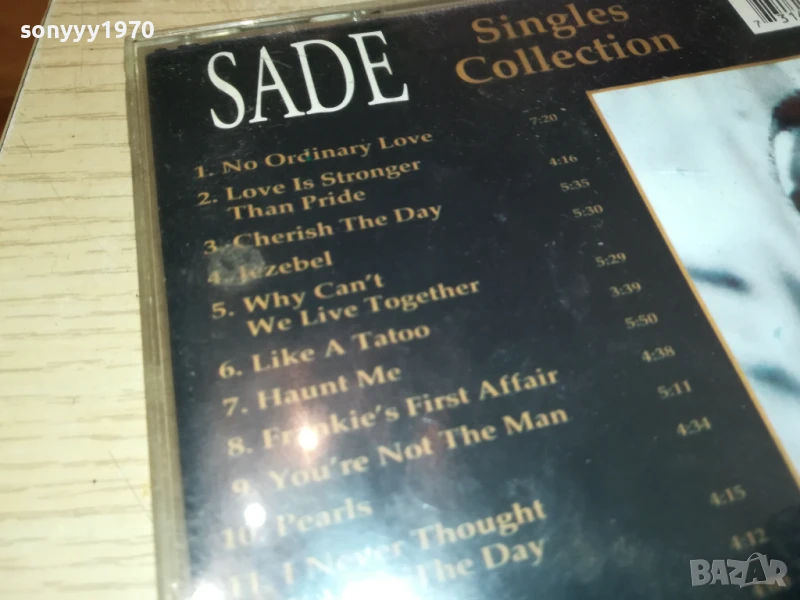 sonyyy1970
SADE
Singles
Collection
1. No Ordinary Love 7:20
2. Love Is Stronger
Than Pride 4:16
3. Cherish The Day 5:35
4. Jezebel 5:30
5. Why Can't
We Live Together 5:29
6. Like A Tatoo 3:39
7. Haunt Me 5:50
8. Frankie's First Affair 4:38
9. You're Not The Man 5:11
10. Pearls 4:34
11. I Never Thought 4:15
The Day 4:12
BAZAR
bazar.bg